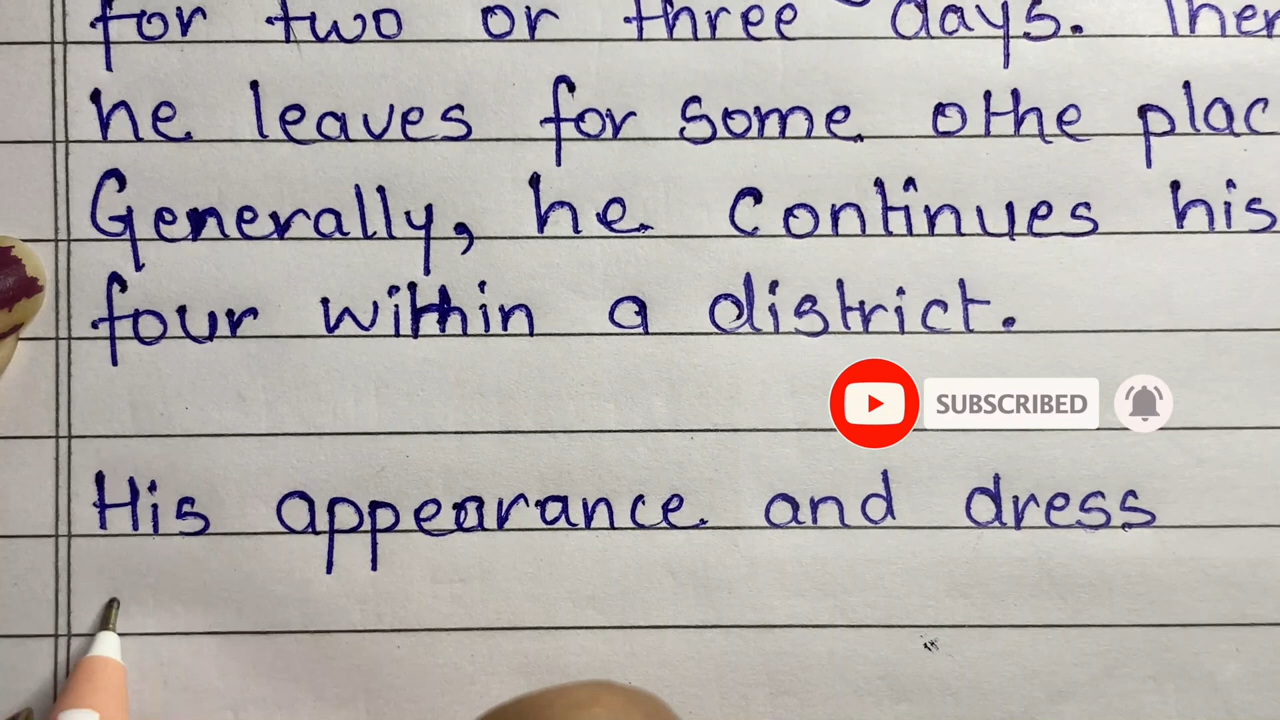 for two or three days. Then
he leaves for some othe plac
Generally, he continues his
four within a district.
SUBSCRIBED
His appearance and dress